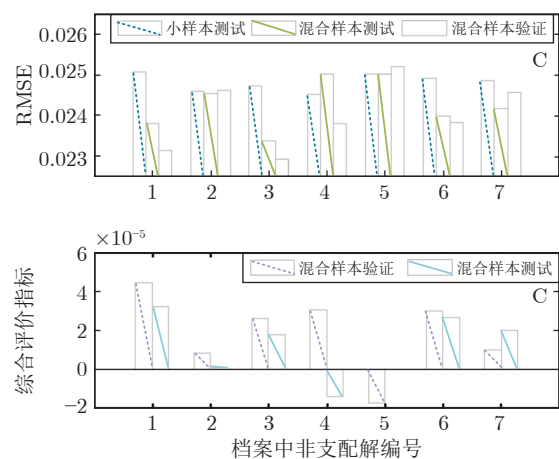 0.026
小样本测试 混合样本测试 混合样本验证
C
0.025
RMSE
0.024
0.023
1 2 3 4 5 6 7
×10⁻⁵
6
混合样本验证 混合样本测试
C
4
综合评价指标
2
0
−2
1 2 3 4 5 6 7
档案中非支配解编号